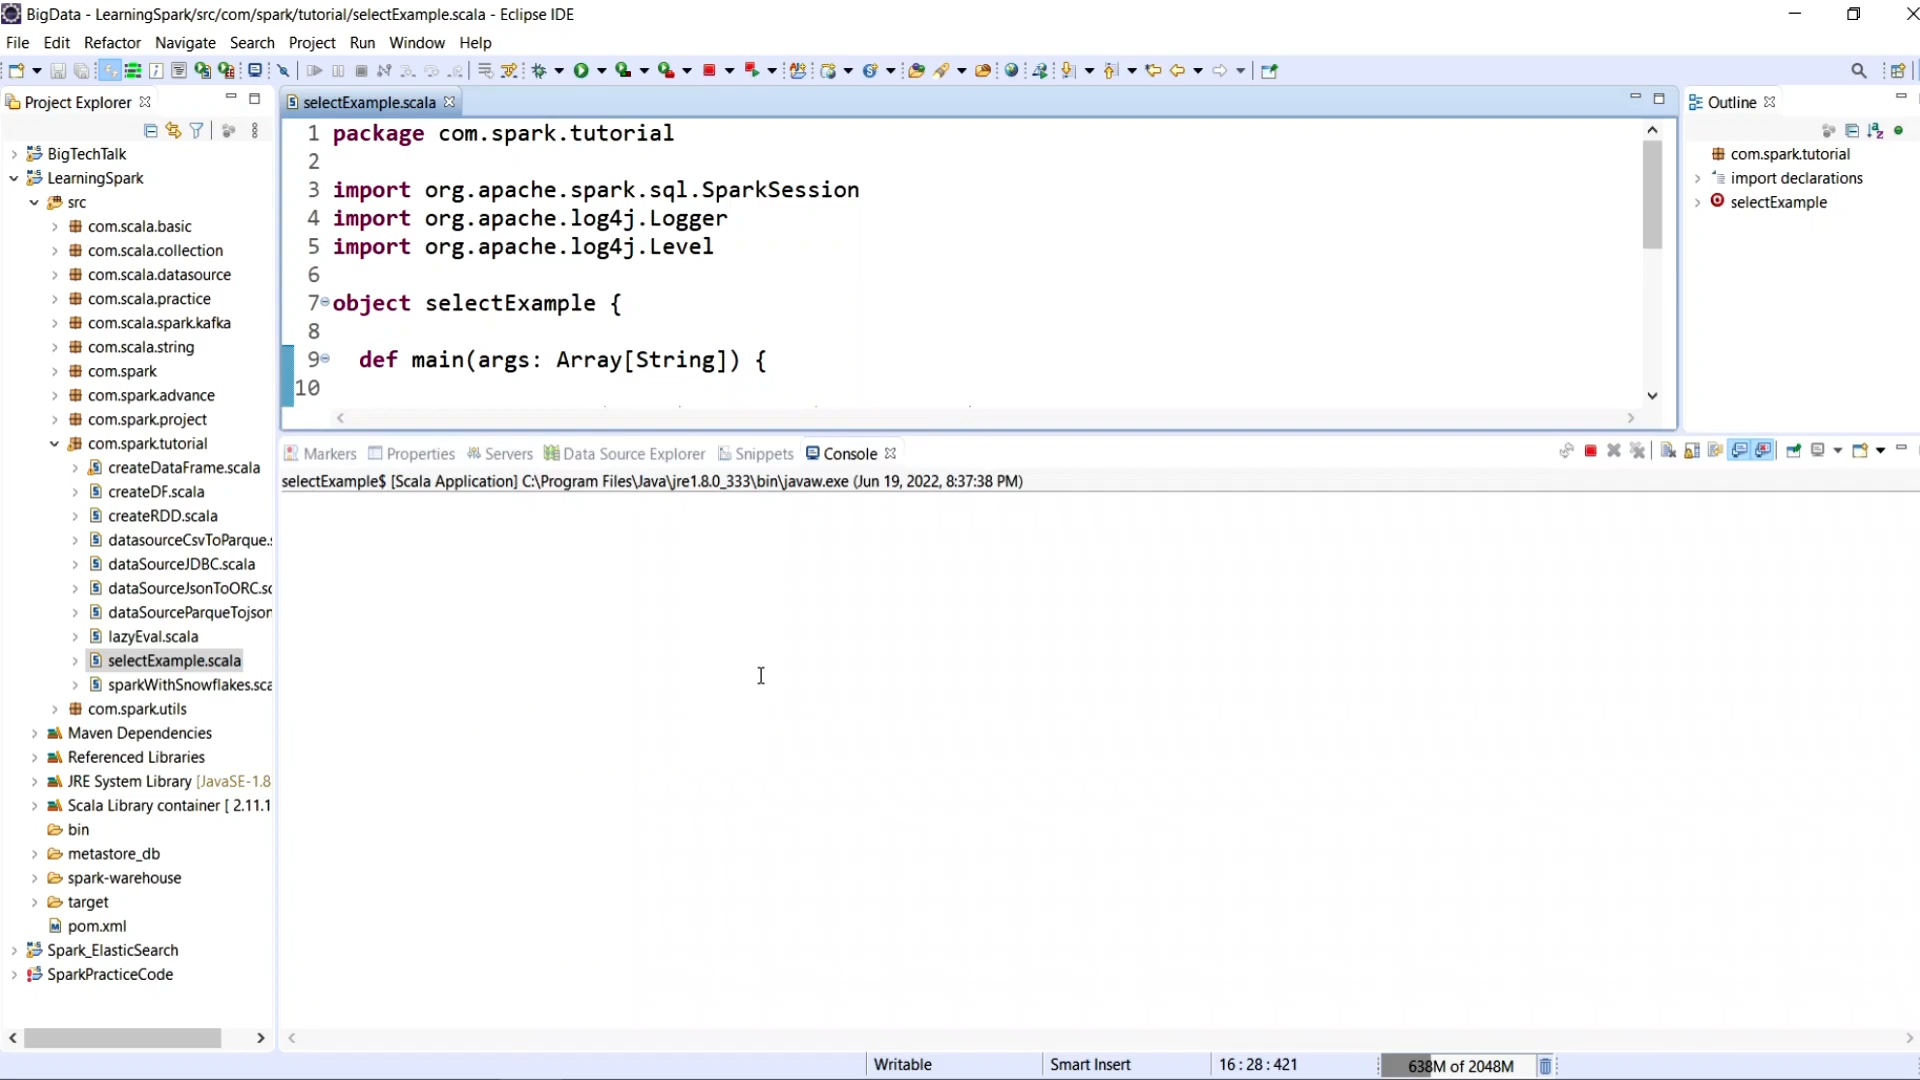 BigData - LearningSpark/src/com/spark/tutorial/selectExample.scala - Eclipse IDE
File Edit Refactor Navigate Search Project Run Window Help
Project Explorer
BigTechTalk
LearningSpark
src
com.scala.basic
com.scala.collection
com.scala.datasource
com.scala.practice
com.scala.spark.kafka
com.scala.string
com.spark
com.spark.advance
com.spark.project
com.spark.tutorial
createDataFrame.scala
createDF.scala
createRDD.scala
datasourceCsvToParque.s
dataSourceJDBC.scala
dataSourceJsonToORC.sc
dataSourceParqueTojson
lazyEval.scala
selectExample.scala
sparkWithSnowflakes.sca
com.spark.utils
Maven Dependencies
Referenced Libraries
JRE System Library [JavaSE-1.8
Scala Library container [ 2.11.1
bin
metastore_db
spark-warehouse
target
pom.xml
Spark_ElasticSearch
SparkPracticeCode
selectExample.scala
1 package com.spark.tutorial
2
3 import org.apache.spark.sql.SparkSession
4 import org.apache.log4j.Logger
5 import org.apache.log4j.Level
6
7 object selectExample {
8
9 def main(args: Array[String]) {
10
Outline
com.spark.tutorial
import declarations
selectExample
Markers Properties Servers Data Source Explorer Snippets Console
selectExample$ [Scala Application] C:\Program Files\Java\jre1.8.0_333\bin\javaw.exe (Jun 19, 2022, 8:37:38 PM)
Writable Smart Insert 16 : 28 : 421 638M of 2048M